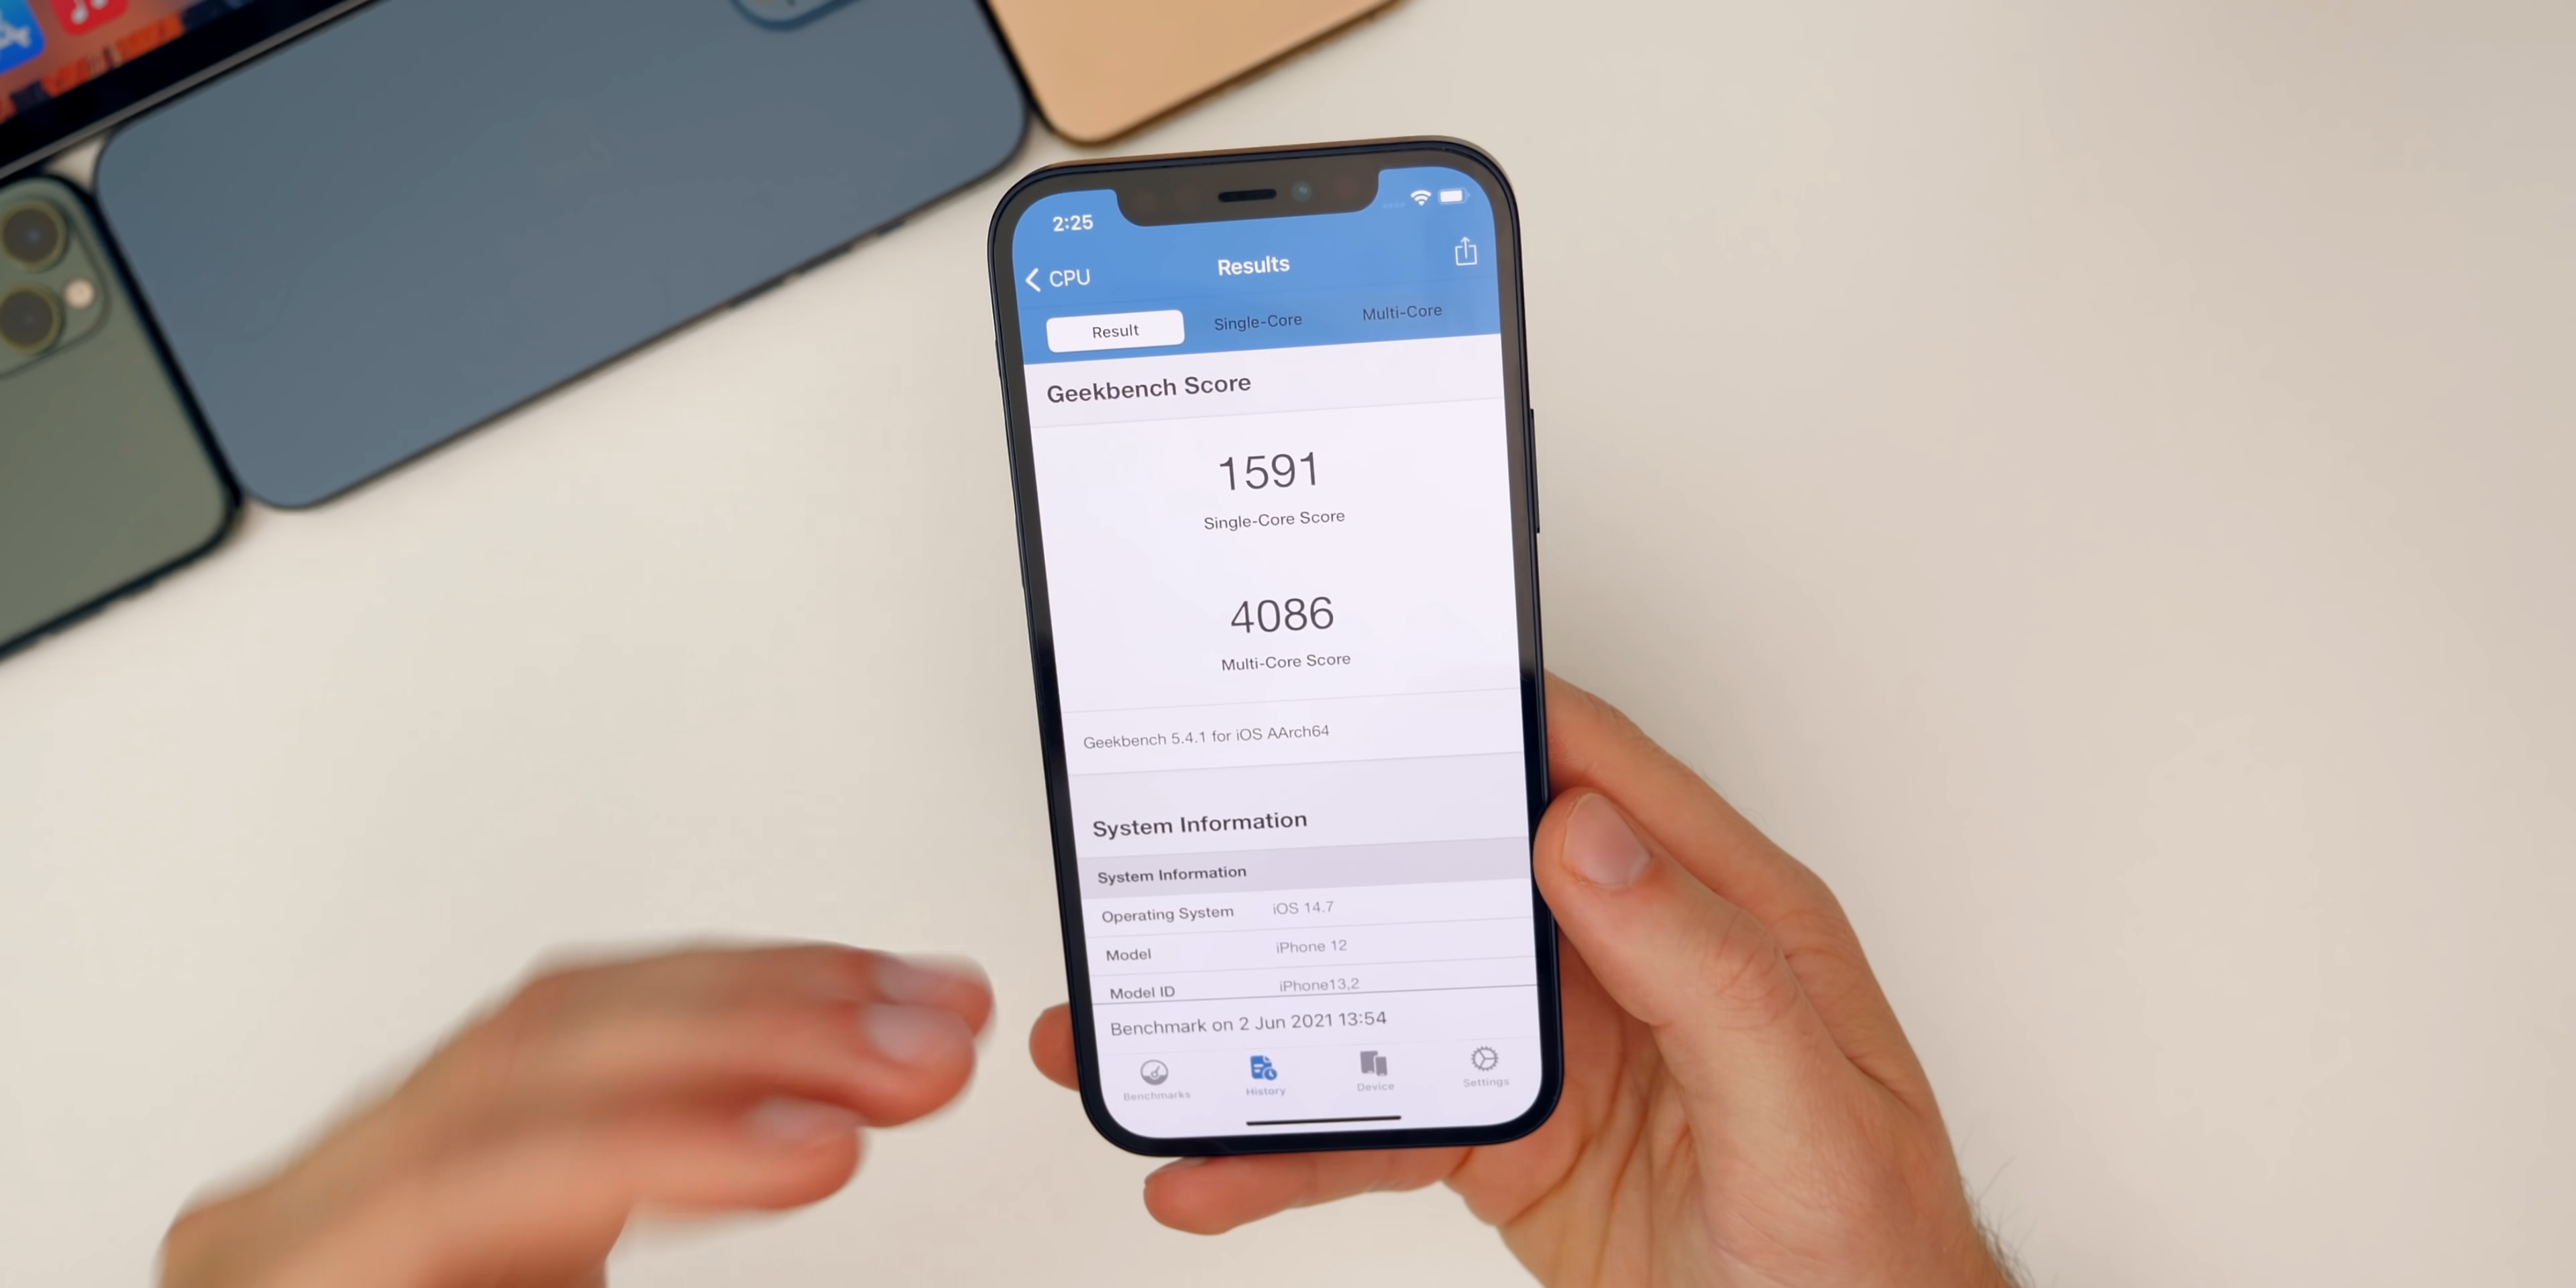 2:25
CPU
Results
Result
Single-Core
Multi-Core
Geekbench Score
1591
Single-Core Score
4086
Multi-Core Score
Geekbench 5.4.1 for iOS AArch64
System Information
System Information
Operating System iOS 14.7
Model iPhone 12
Model ID iPhone13,2
Benchmark on 2 Jun 2021 13:54
Benchmarks
History
Device
Settings